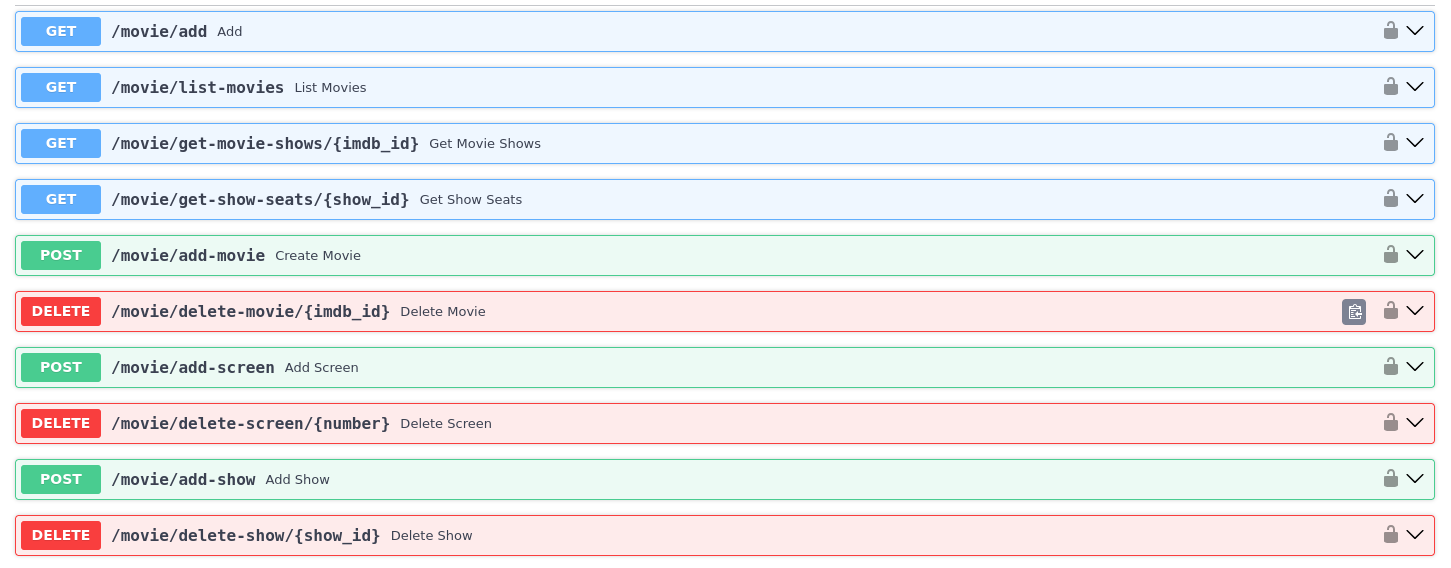 GET /movie/add Add
GET /movie/list-movies List Movies
GET /movie/get-movie-shows/{imdb_id} Get Movie Shows
GET /movie/get-show-seats/{show_id} Get Show Seats
POST /movie/add-movie Create Movie
DELETE /movie/delete-movie/{imdb_id} Delete Movie
POST /movie/add-screen Add Screen
DELETE /movie/delete-screen/{number} Delete Screen
POST /movie/add-show Add Show
DELETE /movie/delete-show/{show_id} Delete Show